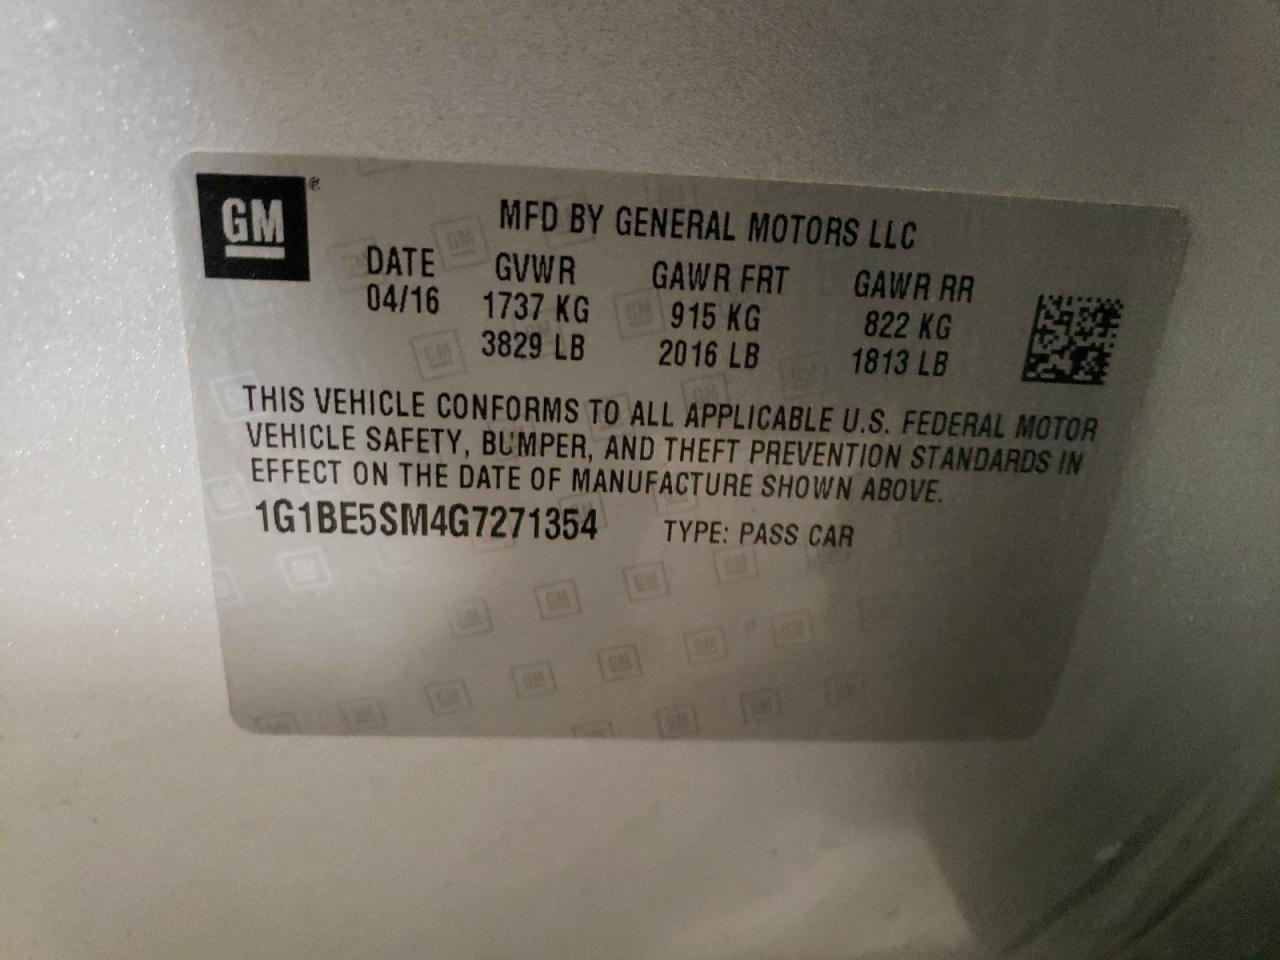 GM®
MFD BY GENERAL MOTORS LLC
DATE GVWR GAWR FRT GAWR RR
04/16 1737 KG 915 KG 822 KG
3829 LB 2016 LB 1813 LB
THIS VEHICLE CONFORMS TO ALL APPLICABLE U.S. FEDERAL MOTOR
VEHICLE SAFETY, BUMPER, AND THEFT PREVENTION STANDARDS IN
EFFECT ON THE DATE OF MANUFACTURE SHOWN ABOVE.
1G1BE5SM4G7271354 TYPE: PASS CAR